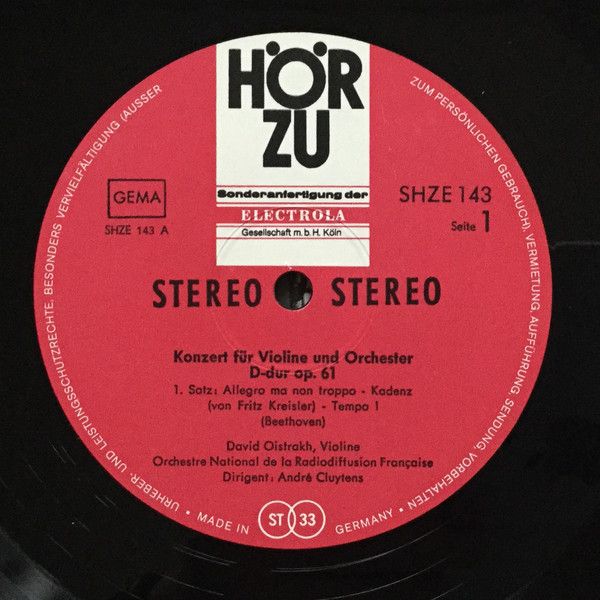 HÖR
ZU
Sonderanfertigung der
ELECTROLA
Gesellschaft m. b. H. Köln
GEMA
SHZE 143 A
SHZE 143
Seite 1
STEREO STEREO
Konzert für Violine und Orchester
D-dur op. 61
1. Satz: Allegro ma non troppo - Kadenz
(von Fritz Kreisler) - Tempo 1
(Beethoven)
David Oistrakh, Violine
Orchestre National de la Radiodiffusion Française
Dirigent: André Cluytens
URHEBER- UND LEISTUNGSSCHUTZRECHTE, BESONDERS VERVIELFÄLTIGUNG (AUSSER
ZUM PERSÖNLICHEN GEBRAUCH), VERMIETUNG, AUFFÜHRUNG, SENDUNG, VORBEHALTEN
• MADE IN ST 33 GERMANY •